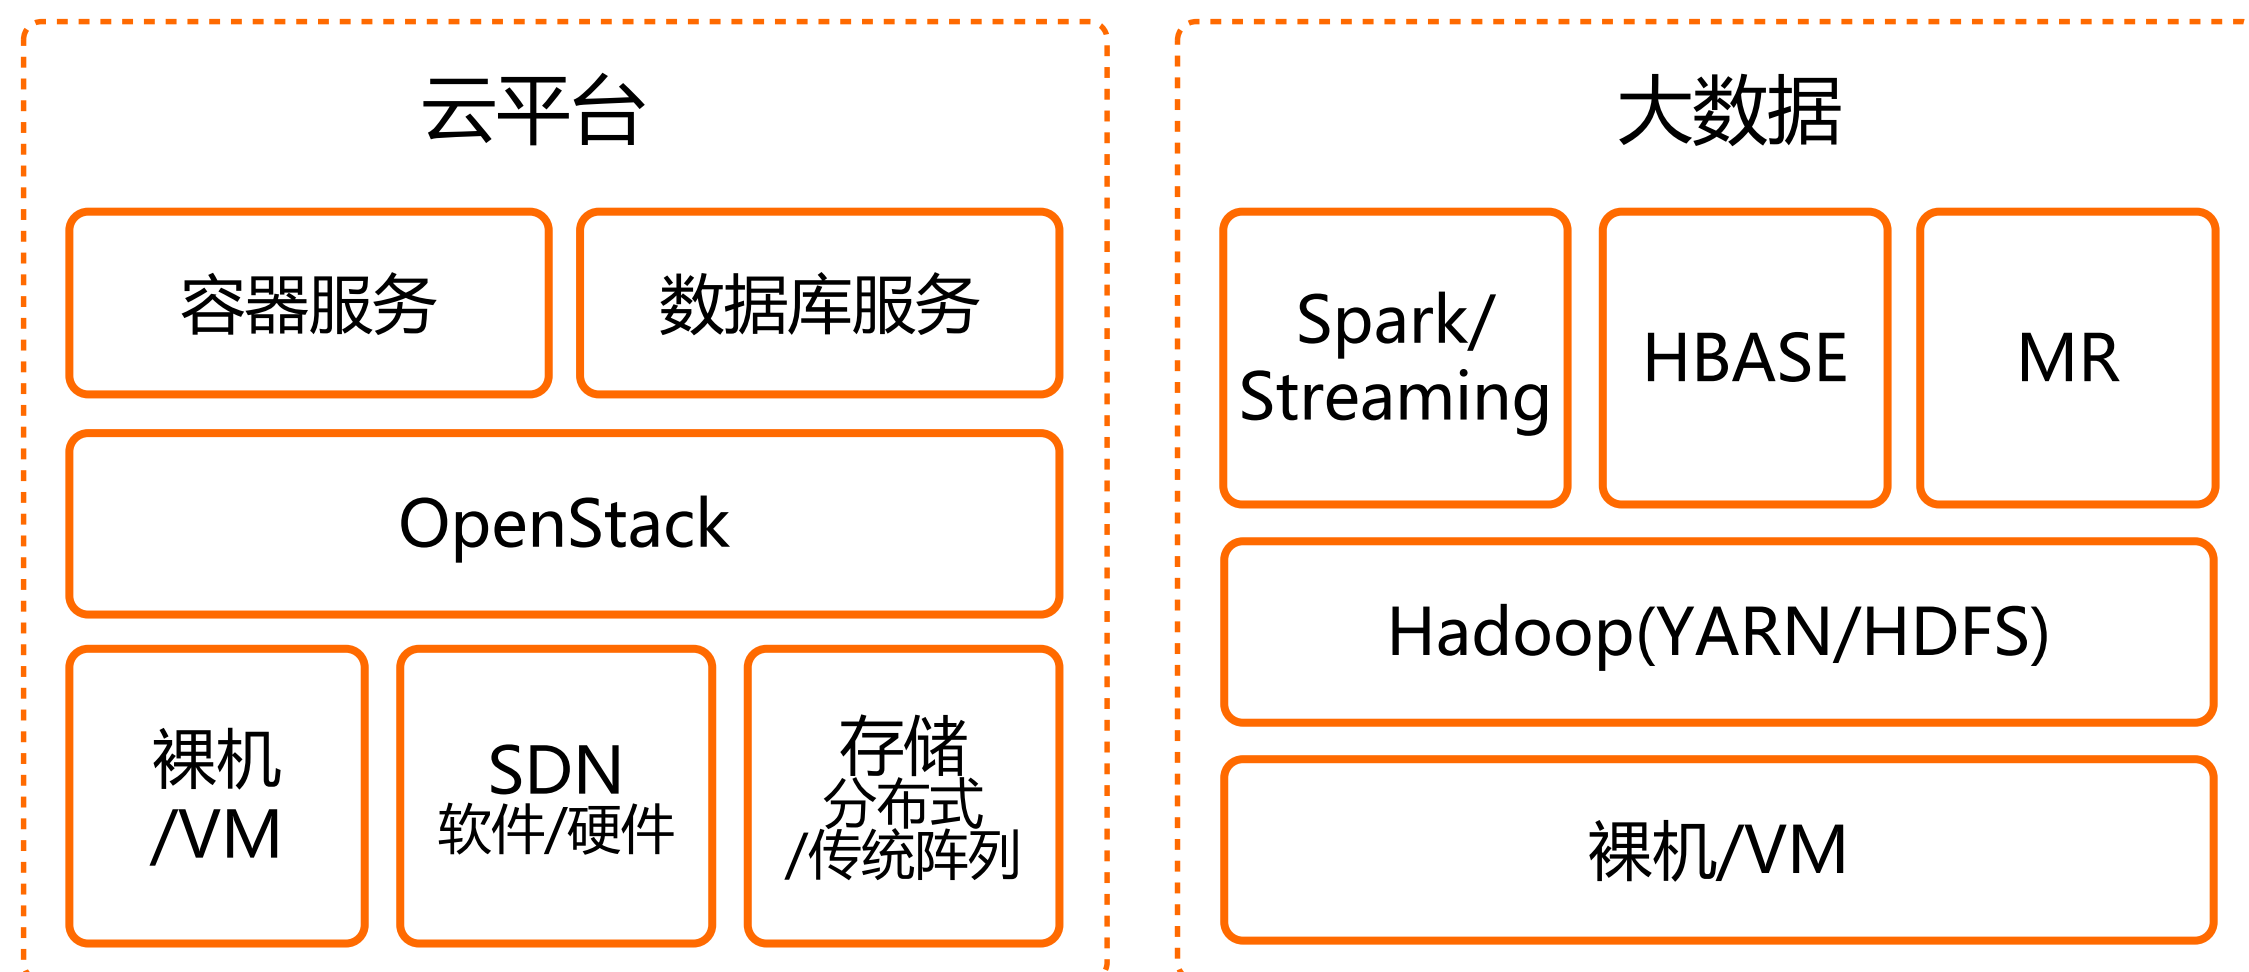 云平台
容器服务
数据库服务
OpenStack
裸机
/VM
SDN
软件/硬件
存储
分布式
/传统阵列
大数据
Spark/
Streaming
HBASE
MR
Hadoop(YARN/HDFS)
裸机/VM